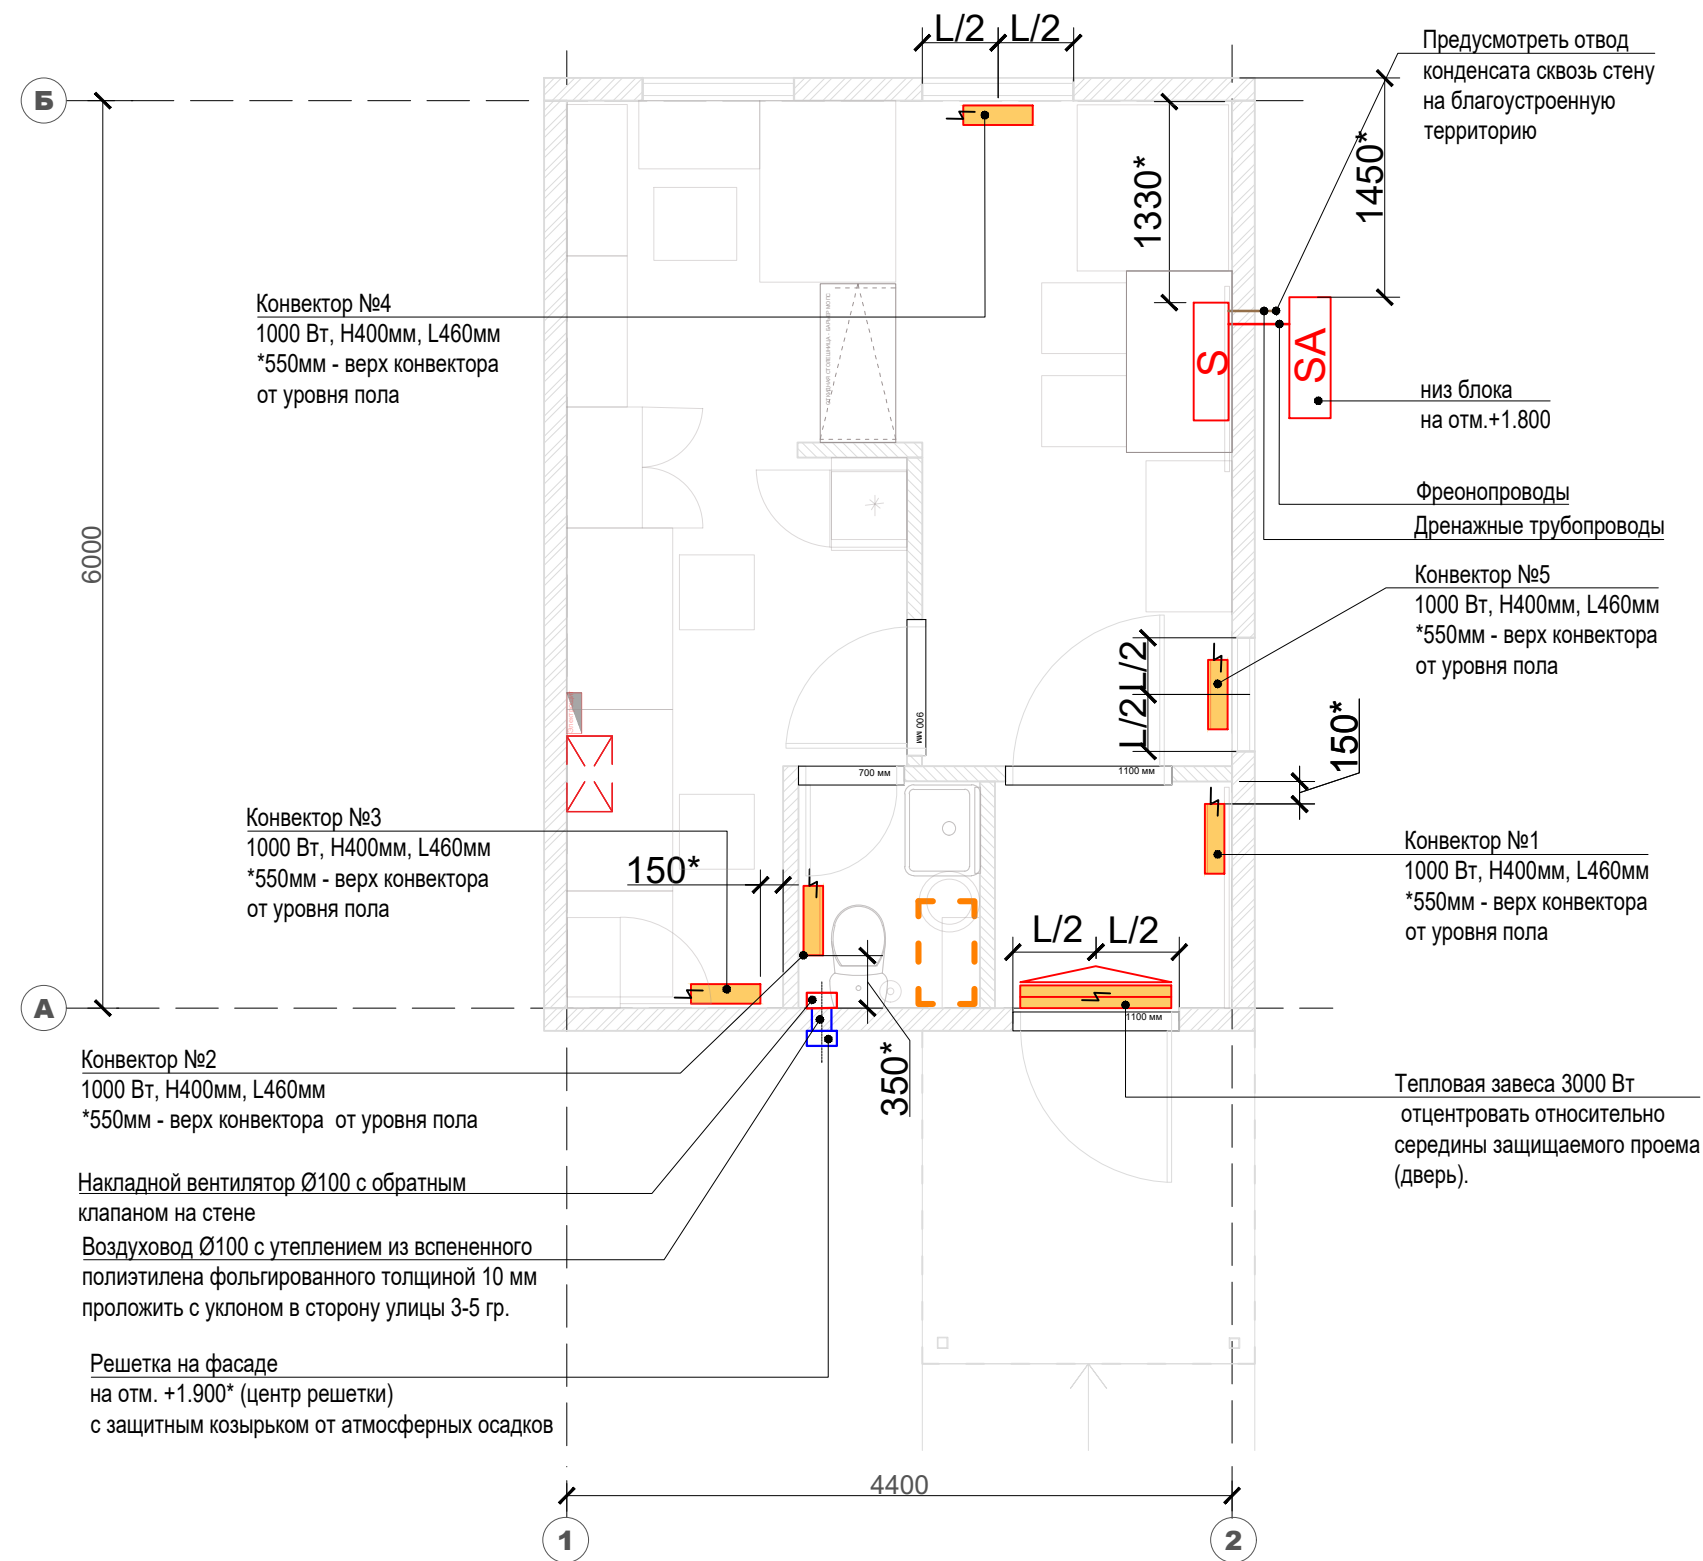 L/2 L/2
Предусмотреть отвод
конденсата сквозь стену
на благоустроенную
территорию
Б
1330*
1450*
Конвектор №4
1000 Вт, Н400мм, L460мм
*550мм - верх конвектора
от уровня пола
S
SA
низ блока
на отм.+1.800
Фреонопроводы
Дренажные трубопроводы
6000
Конвектор №5
1000 Вт, Н400мм, L460мм
*550мм - верх конвектора
от уровня пола
L/2
L/2
900 мм
150*
700 мм
1100 мм
Конвектор №3
1000 Вт, Н400мм, L460мм
*550мм - верх конвектора
от уровня пола
150*
Конвектор №1
1000 Вт, Н400мм, L460мм
*550мм - верх конвектора
от уровня пола
L/2 L/2
А
1100 мм
350*
Конвектор №2
1000 Вт, Н400мм, L460мм
*550мм - верх конвектора от уровня пола
Тепловая завеса 3000 Вт
отцентровать относительно
середины защищаемого проема
(дверь).
Накладной вентилятор Ø100 с обратным
клапаном на стене
Воздуховод Ø100 с утеплением из вспененного
полиэтилена фольгированного толщиной 10 мм
проложить с уклоном в сторону улицы 3-5 гр.
Решетка на фасаде
на отм. +1.900* (центр решетки)
с защитным козырьком от атмосферных осадков
4400
1
2